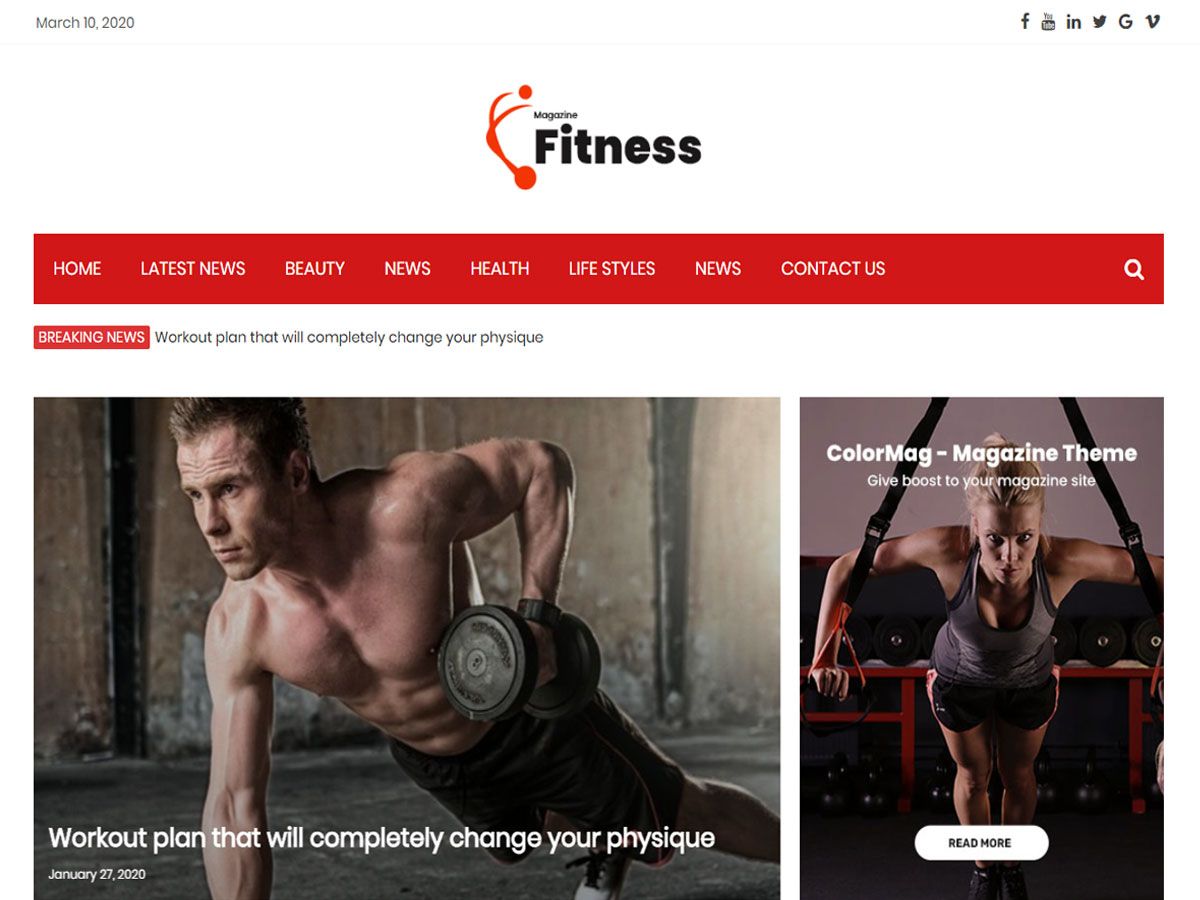 March 10, 2020
You
Tube
Magazine
Fitness
HOME LATEST NEWS BEAUTY NEWS HEALTH LIFE STYLES NEWS CONTACT US
BREAKING NEWS Workout plan that will completely change your physique
ColorMag - Magazine Theme
Give boost to your magazine site
Workout plan that will completely change your physique
January 27, 2020
READ MORE